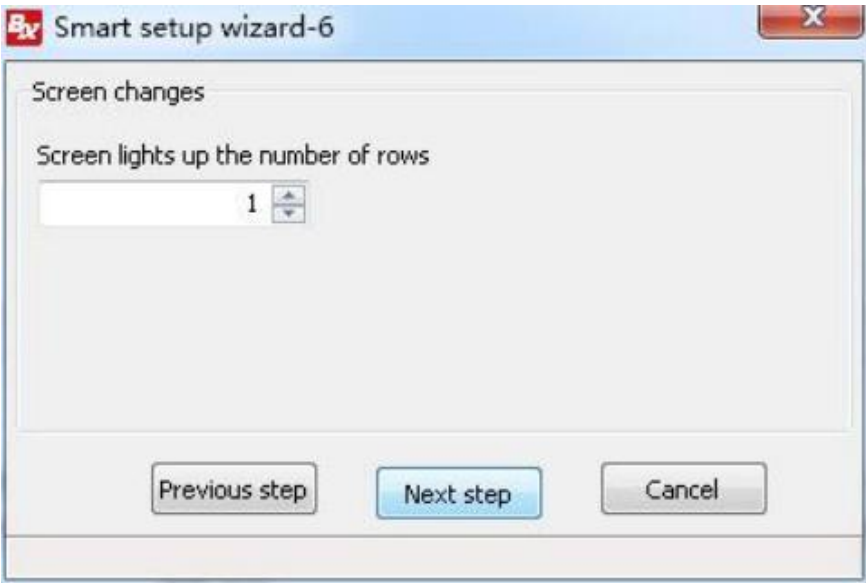 BX Smart setup wizard-6
Screen changes
Screen lights up the number of rows
1
Previous step Next step Cancel